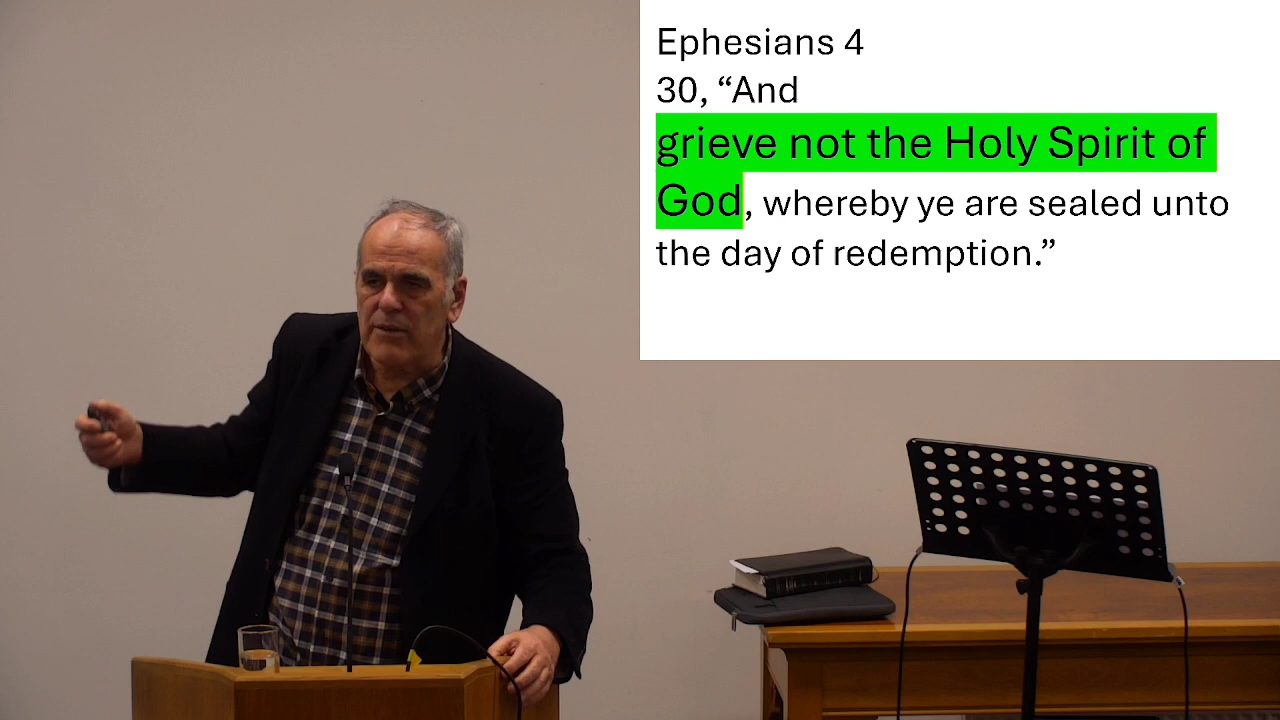 Ephesians 4
30, “And
grieve not the Holy Spirit of
God, whereby ye are sealed unto
the day of redemption.”